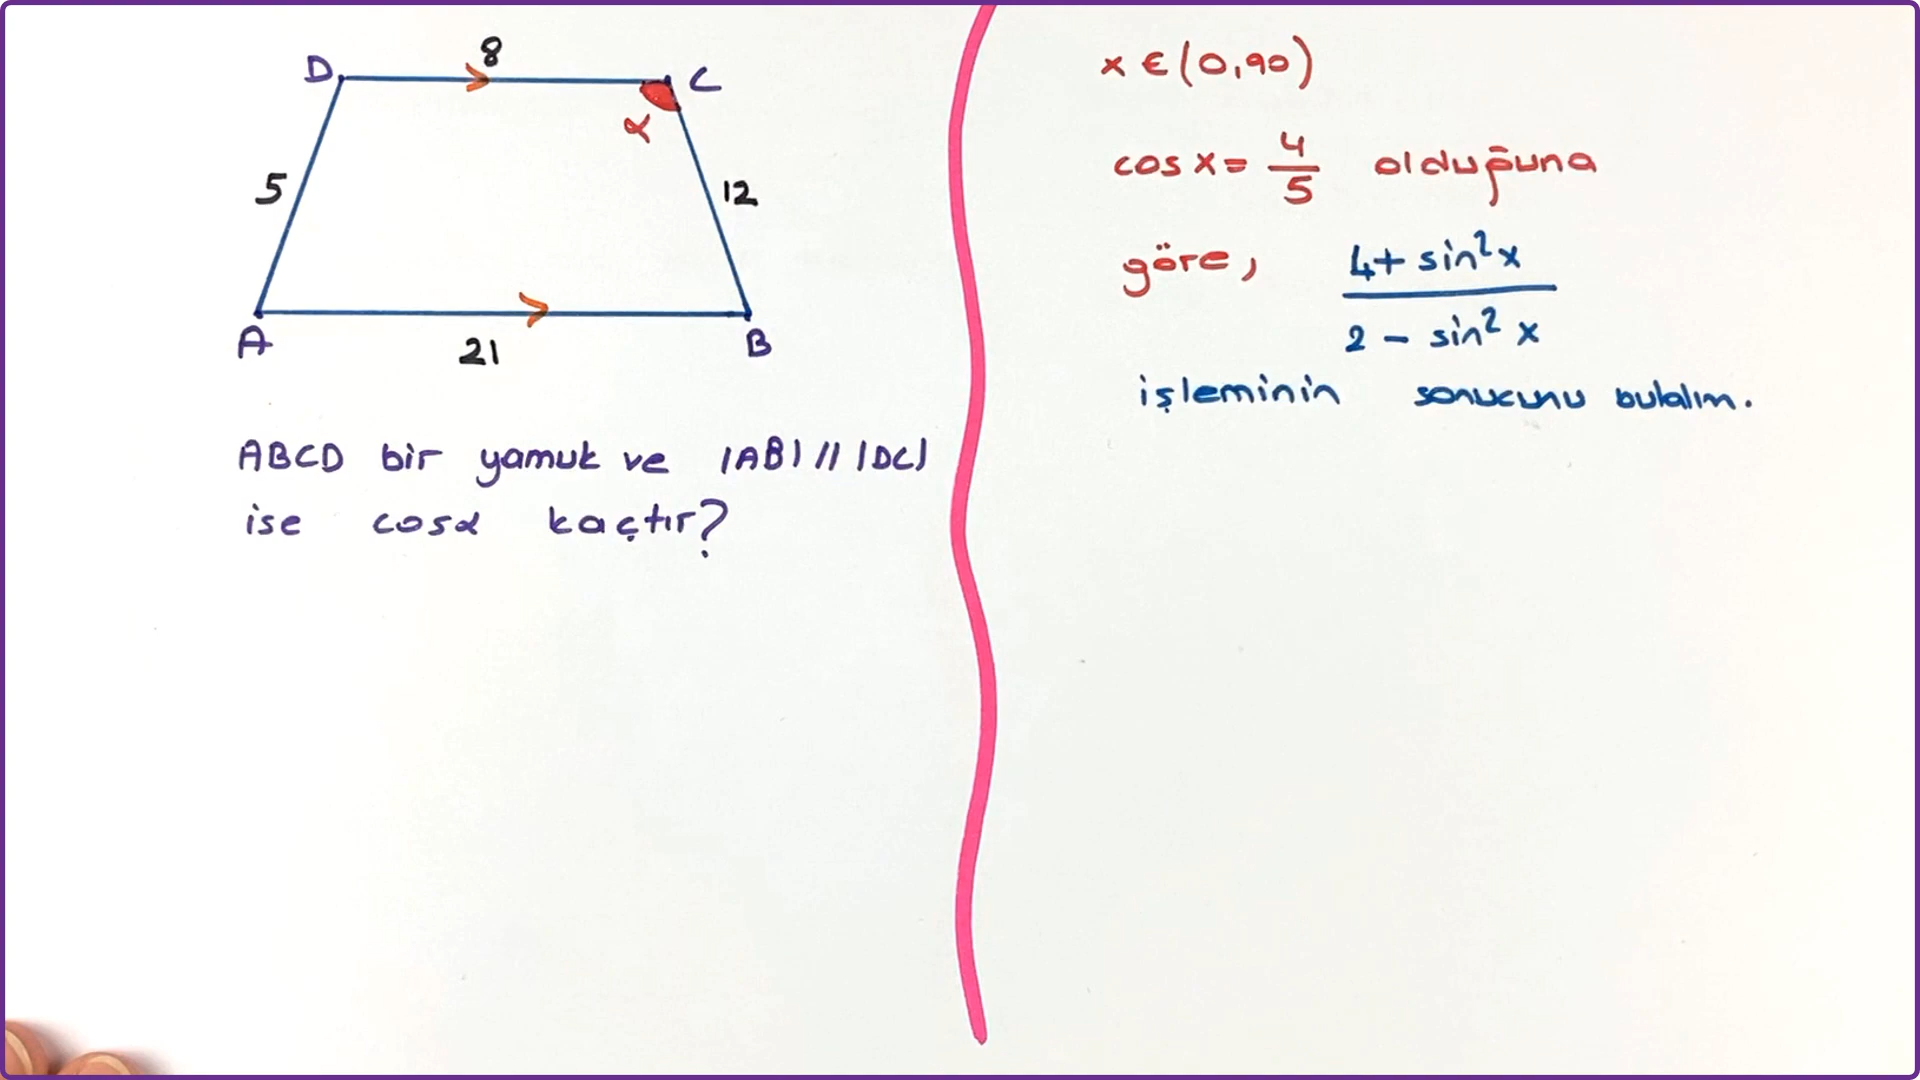 8
D
C
α
5
12
A
21
B
ABCD bir yamuk ve |AB| // |DC|
ise cosα kaçtır?
x ∈ (0,90)
cos x = 4/5 olduğuna
göre, 4 + sin²x / 2 - sin²x
işleminin sonucunu bulalım.